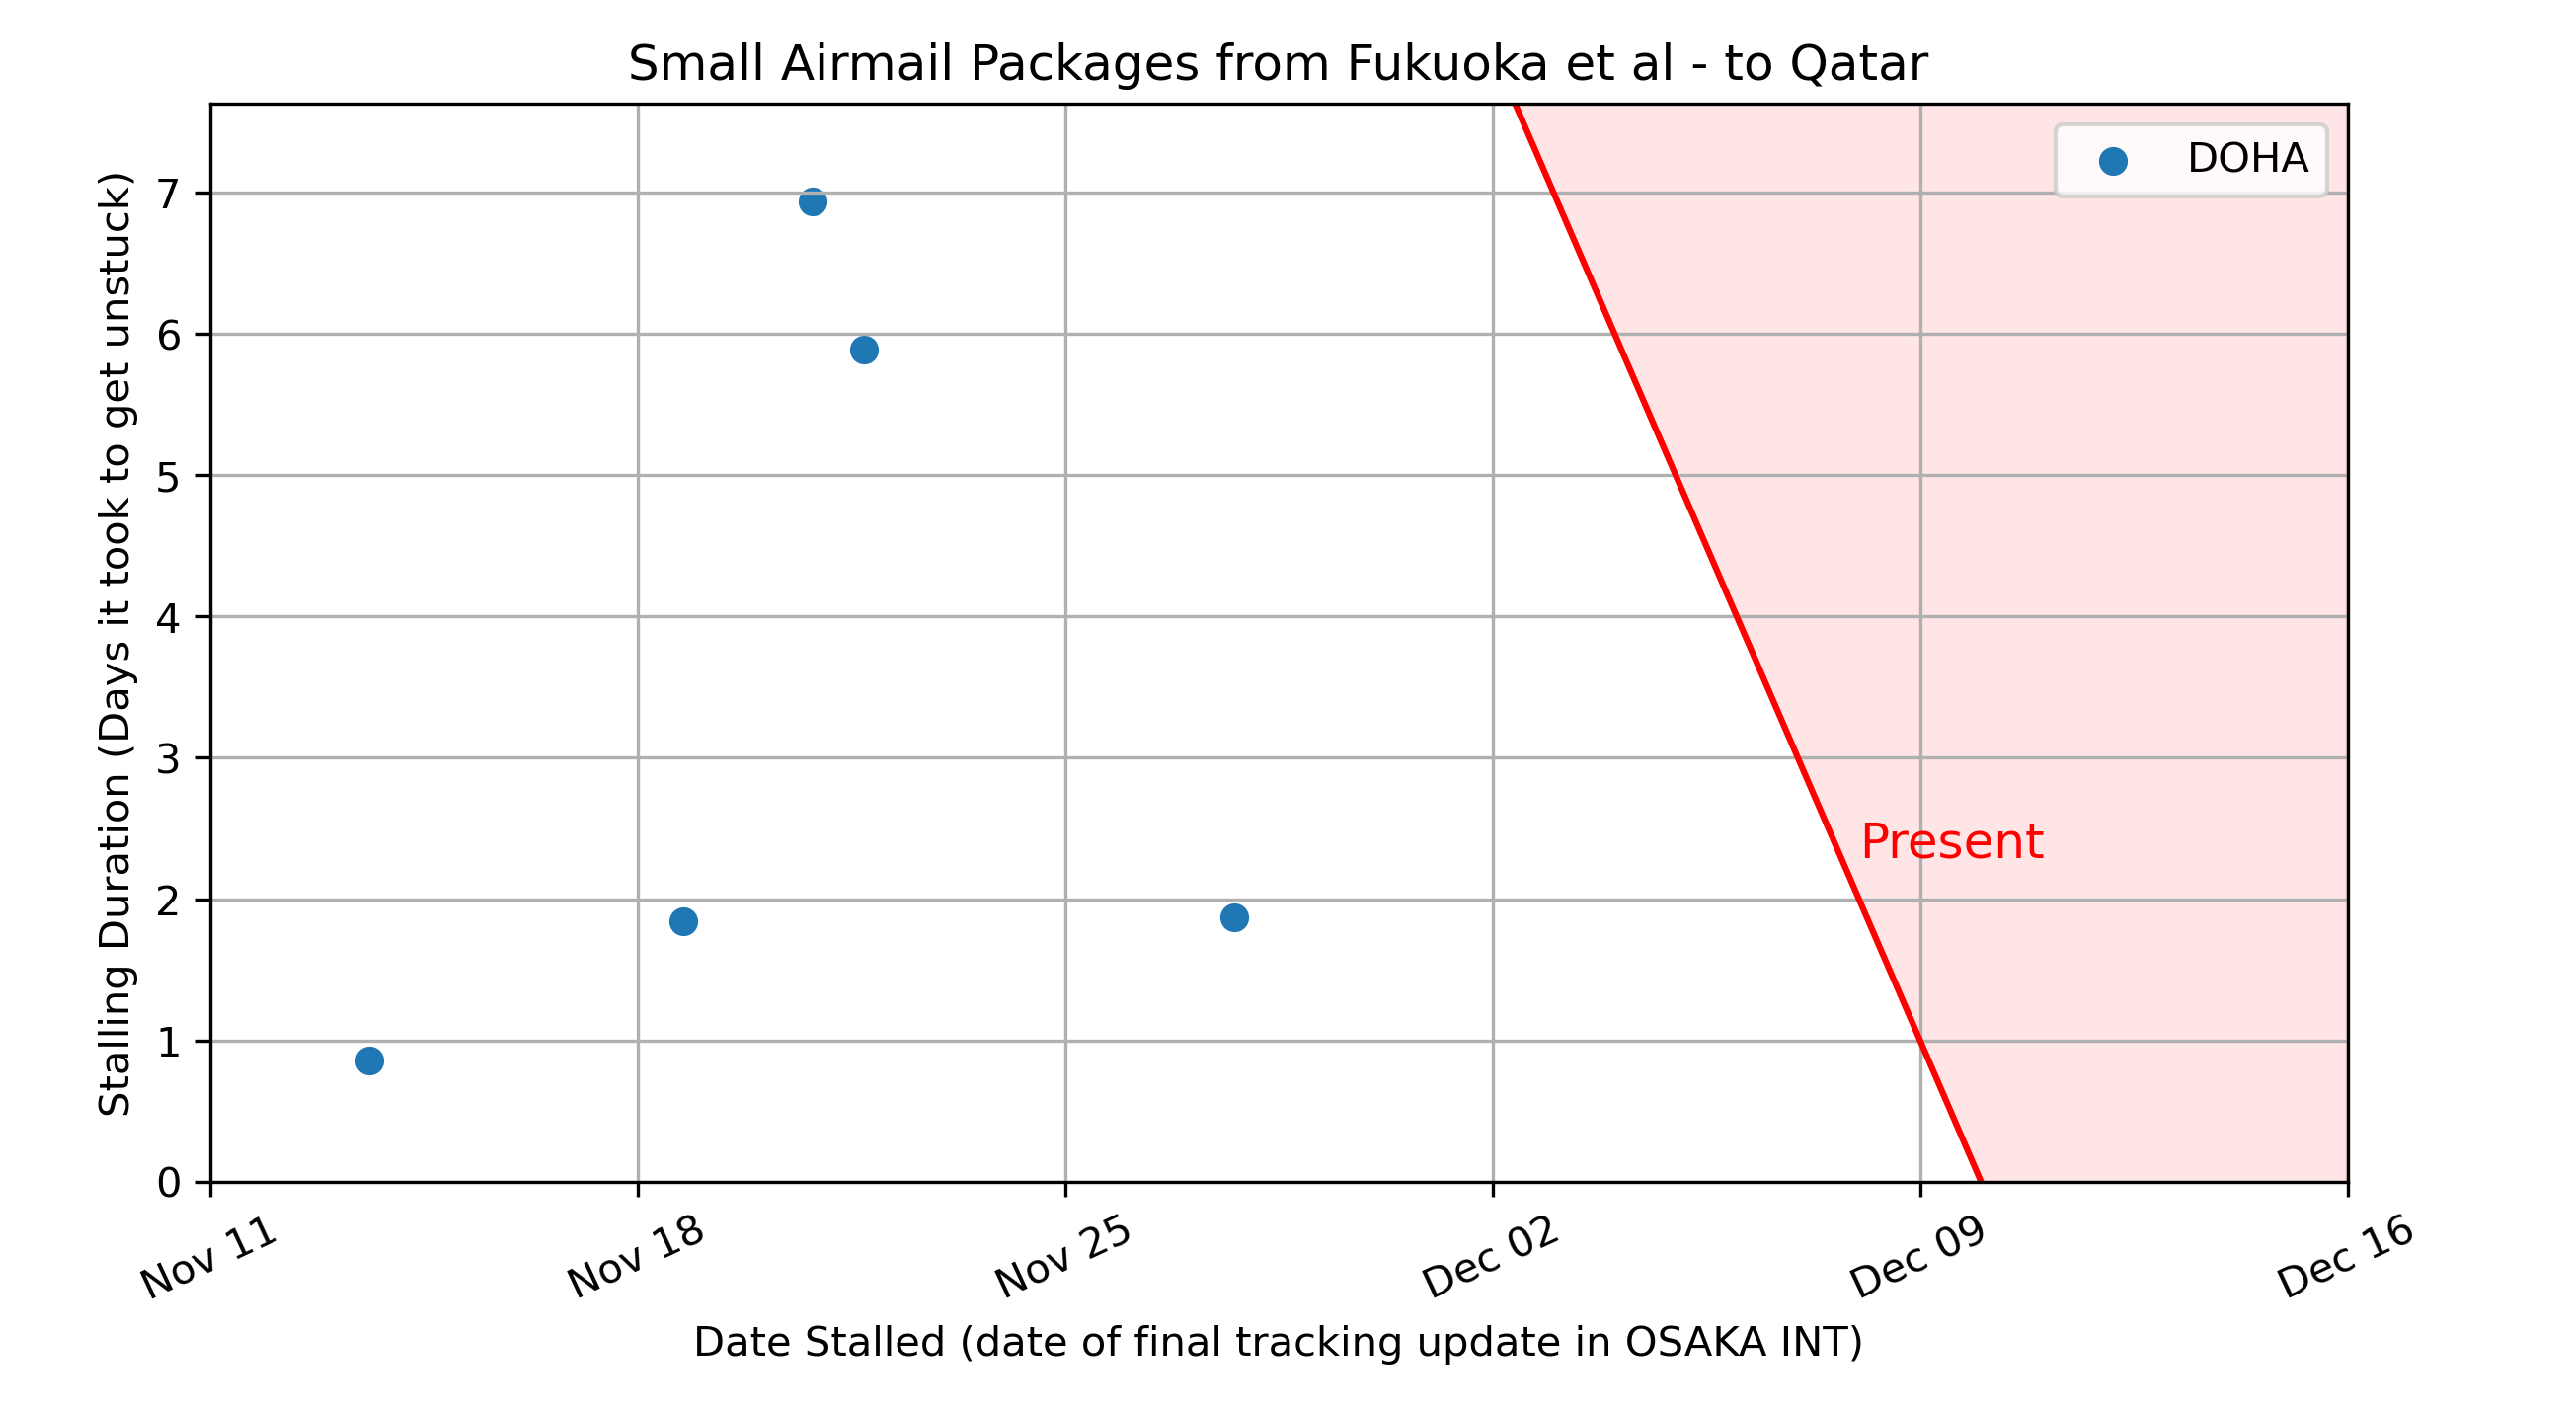 Small Airmail Packages from Fukuoka et al - to Qatar
DOHA
Stalling Duration (Days it took to get unstuck)
7
6
5
4
3
2
1
0
Present
Nov 11
Nov 18
Nov 25
Dec 02
Dec 09
Dec 16
Date Stalled (date of final tracking update in OSAKA INT)